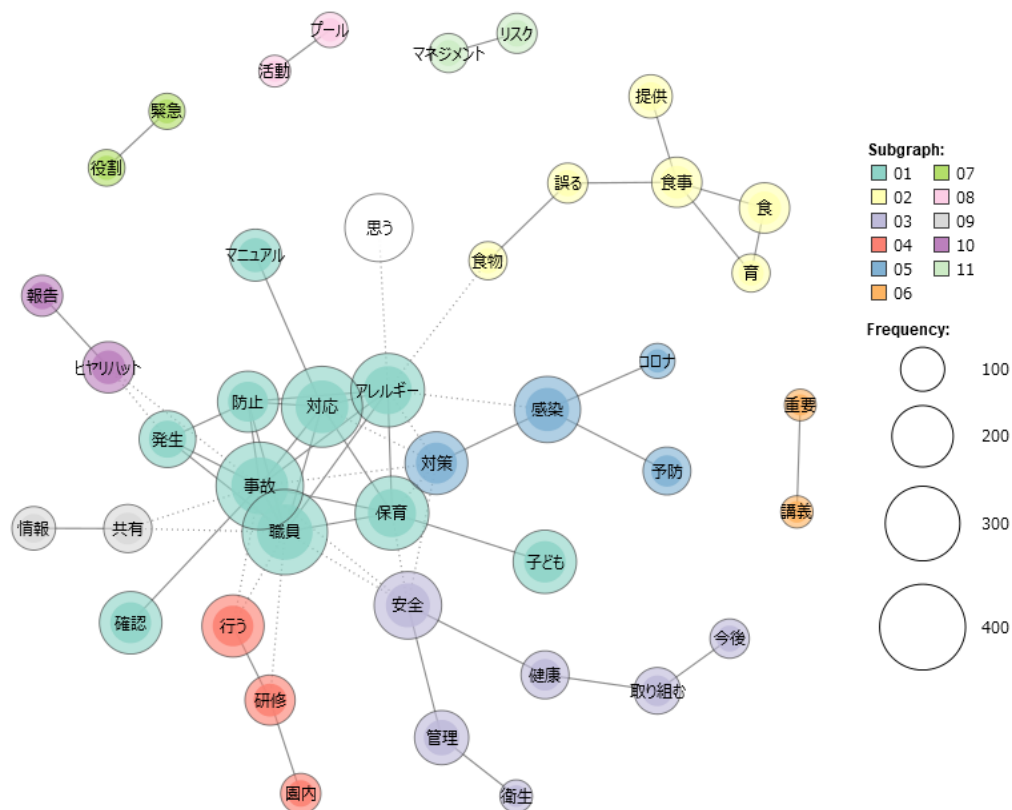 プール
活動
マネジメント
リスク
緊急
役割
提供
誤る
食事
食
育
食物
思う
マニュアル
報告
ヒヤリハット
防止
対応
アレルギー
発生
事故
職員
保育
対策
感染
コロナ
予防
重要
講義
情報
共有
確認
子ども
行う
研修
園内
安全
健康
取り組む
今後
管理
衛生
Subgraph:
01 07
02 08
03 09
04 10
05 11
06
Frequency:
100
200
300
400